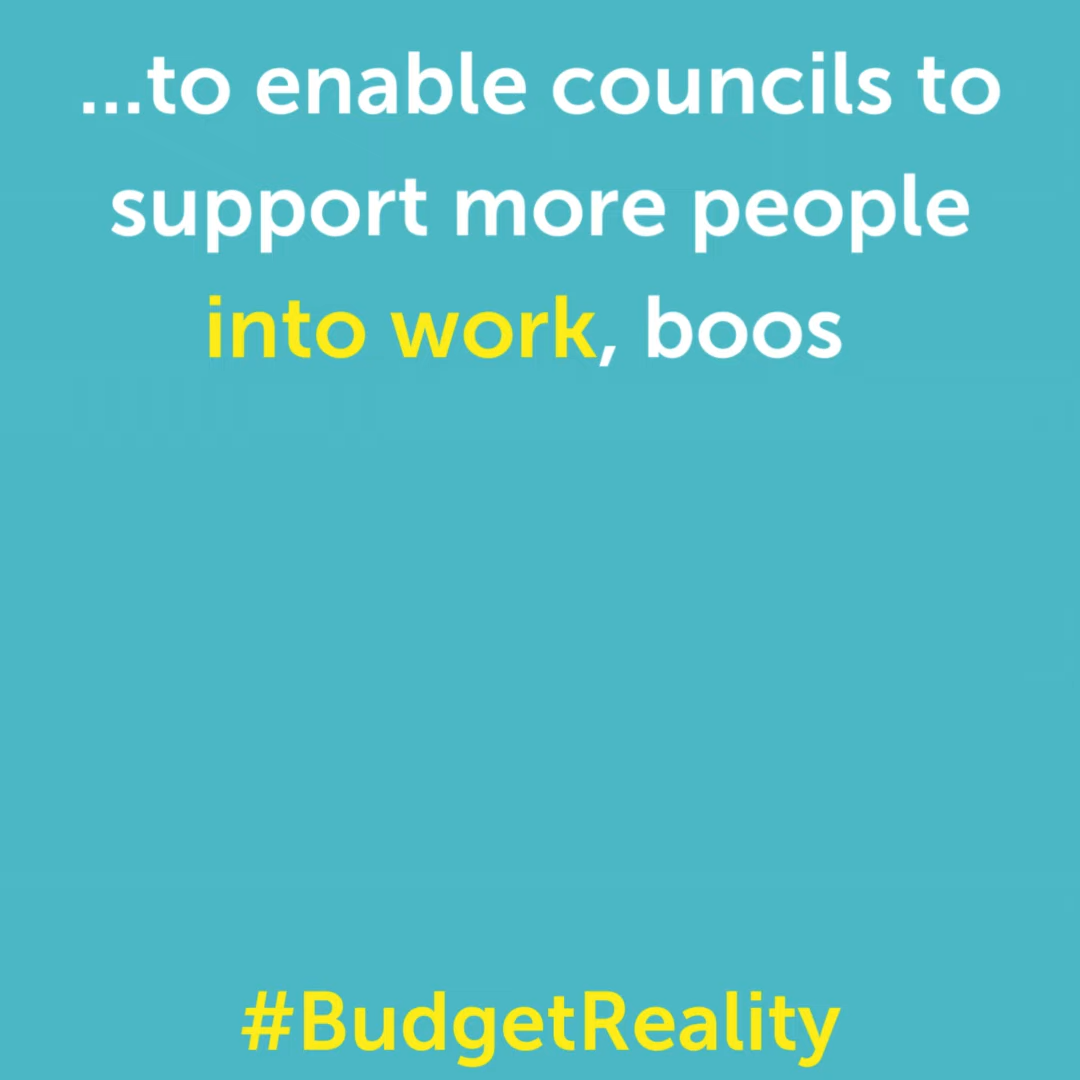 ...to enable councils to
support more people
into work, boos
#BudgetReality